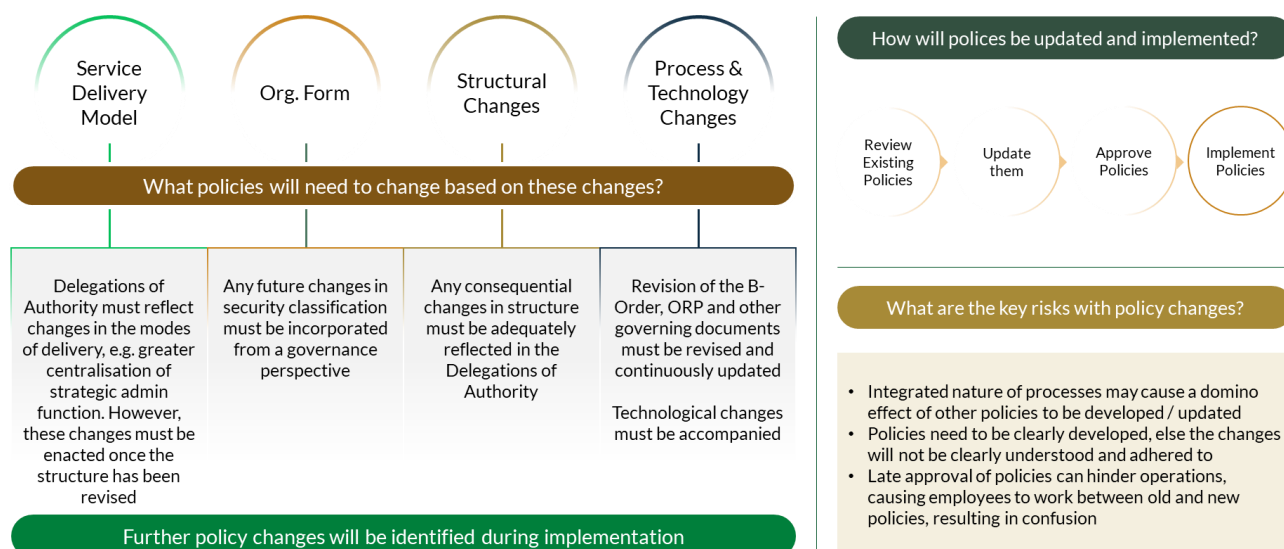 Service
Delivery
Model
Org. Form
Structural
Changes
Process &
Technology
Changes
What policies will need to change based on these changes?
Delegations of
Authority must reflect
changes in the modes
of delivery, e.g. greater
centralisation of
strategic admin
function. However,
these changes must be
enacted once the
structure has been
revised
Any future changes in
security classification
must be incorporated
from a governance
perspective
Any consequential
changes in structure
must be adequately
reflected in the
Delegations of
Authority
Revision of the B-
Order, ORP and other
governing documents
must be revised and
continuously updated
Technological changes
must be accompanied
Further policy changes will be identified during implementation
How will polices be updated and implemented?
Review
Existing
Policies
Update
them
Approve
Policies
Implement
Policies
What are the key risks with policy changes?
• Integrated nature of processes may cause a domino
effect of other policies to be developed / updated
• Policies need to be clearly developed, else the changes
will not be clearly understood and adhered to
• Late approval of policies can hinder operations,
causing employees to work between old and new
policies, resulting in confusion